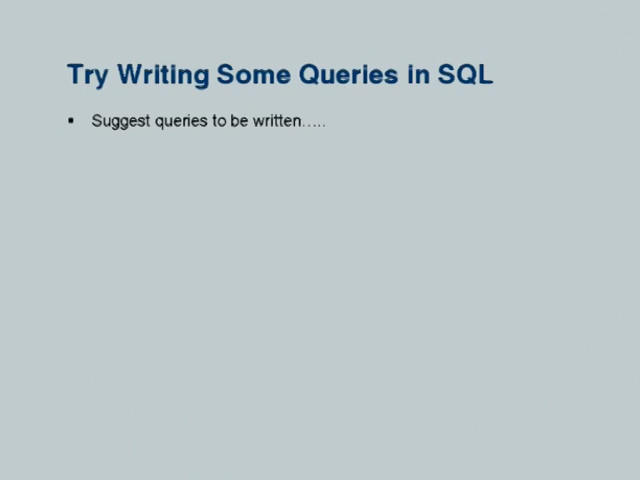 Try Writing Some Queries in SQL
▪ Suggest queries to be written.....